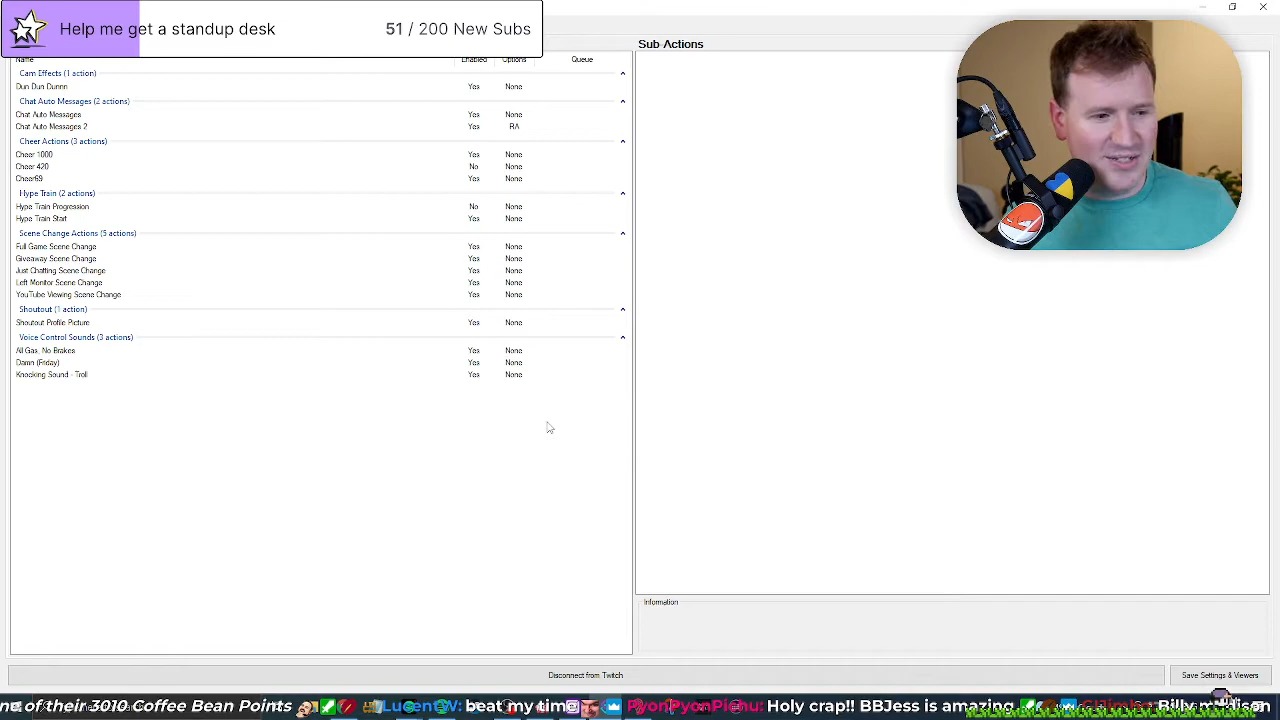 Help me get a standup desk
51 / 200 New Subs
Sub-Actions
Name Enabled Options Queue
Cam Effects (1 action)
Dun Dun Dunnn Yes None
Chat Auto Messages (2 actions)
Chat Auto Messages Yes None
Chat Auto Messages 2 Yes RA
Cheer Actions (3 actions)
Cheer 1000 Yes None
Cheer 420 No None
Cheer69 Yes None
Hype Train (2 actions)
Hype Train Progression No None
Hype Train Start Yes None
Scene Change Actions (5 actions)
Full Game Scene Change Yes None
Giveaway Scene Change Yes None
Just Chatting Scene Change Yes None
Left Monitor Scene Change Yes None
YouTube Viewing Scene Change Yes None
Shoutout (1 action)
Shoutout Profile Picture Yes None
Voice Control Sounds (3 actions)
All Gas, No Brakes Yes None
Damn (Friday) Yes None
Knocking Sound - Troll Yes None
Information
Disconnect from Twitch
Save Settings & Viewers
of their 3010 Coffee Bean Points LucentW: beats anytime PyonPyonPichu: Holy crap! BDess is amazing